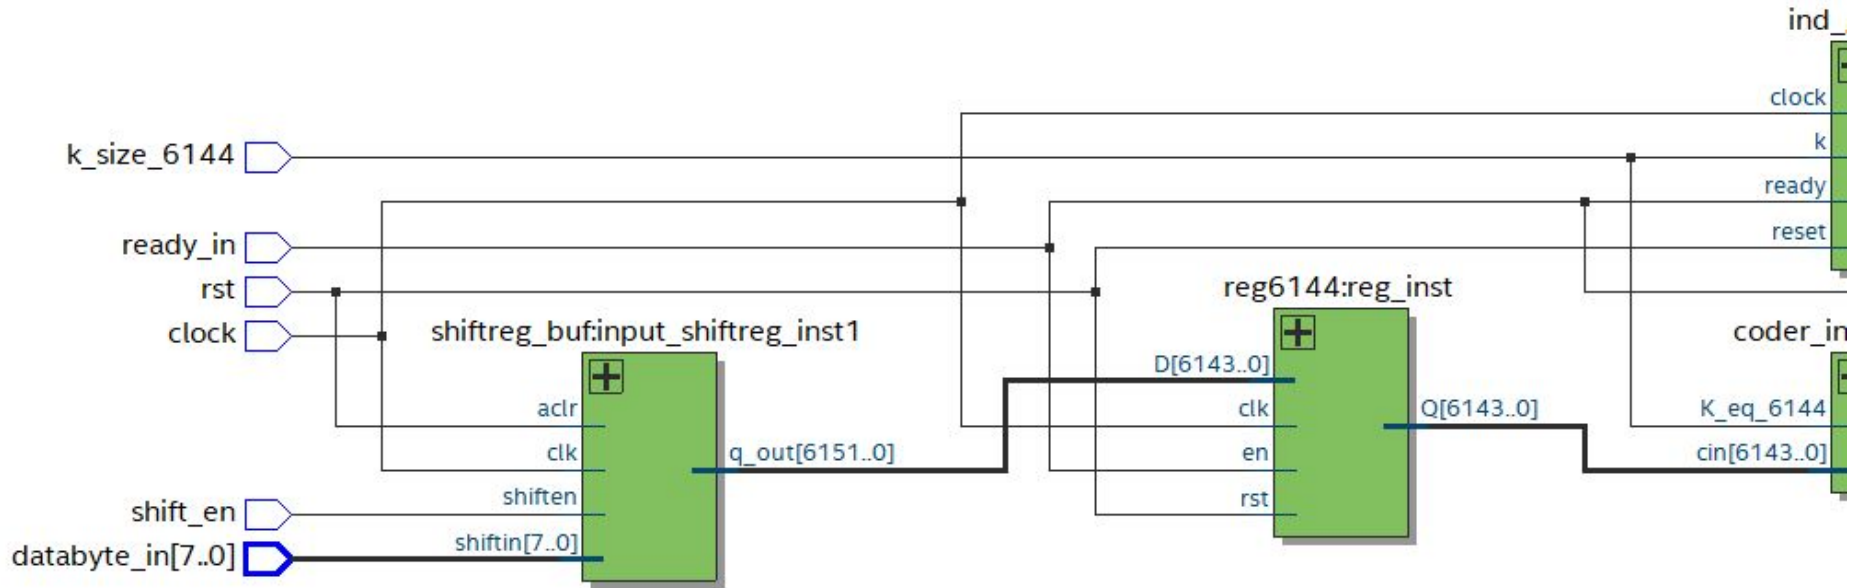 ind_
clock
k_size_6144
k
ready
ready_in
reset
rst
reg6144:reg_inst
clock
shiftreg_buf:input_shiftreg_inst1
coder_in
D[6143..0]
aclr
clk
Q[6143..0]
K_eq_6144
clk
q_out[6151..0]
en
cin[6143..0]
shiften
rst
shift_en
shiftin[7..0]
databyte_in[7..0]